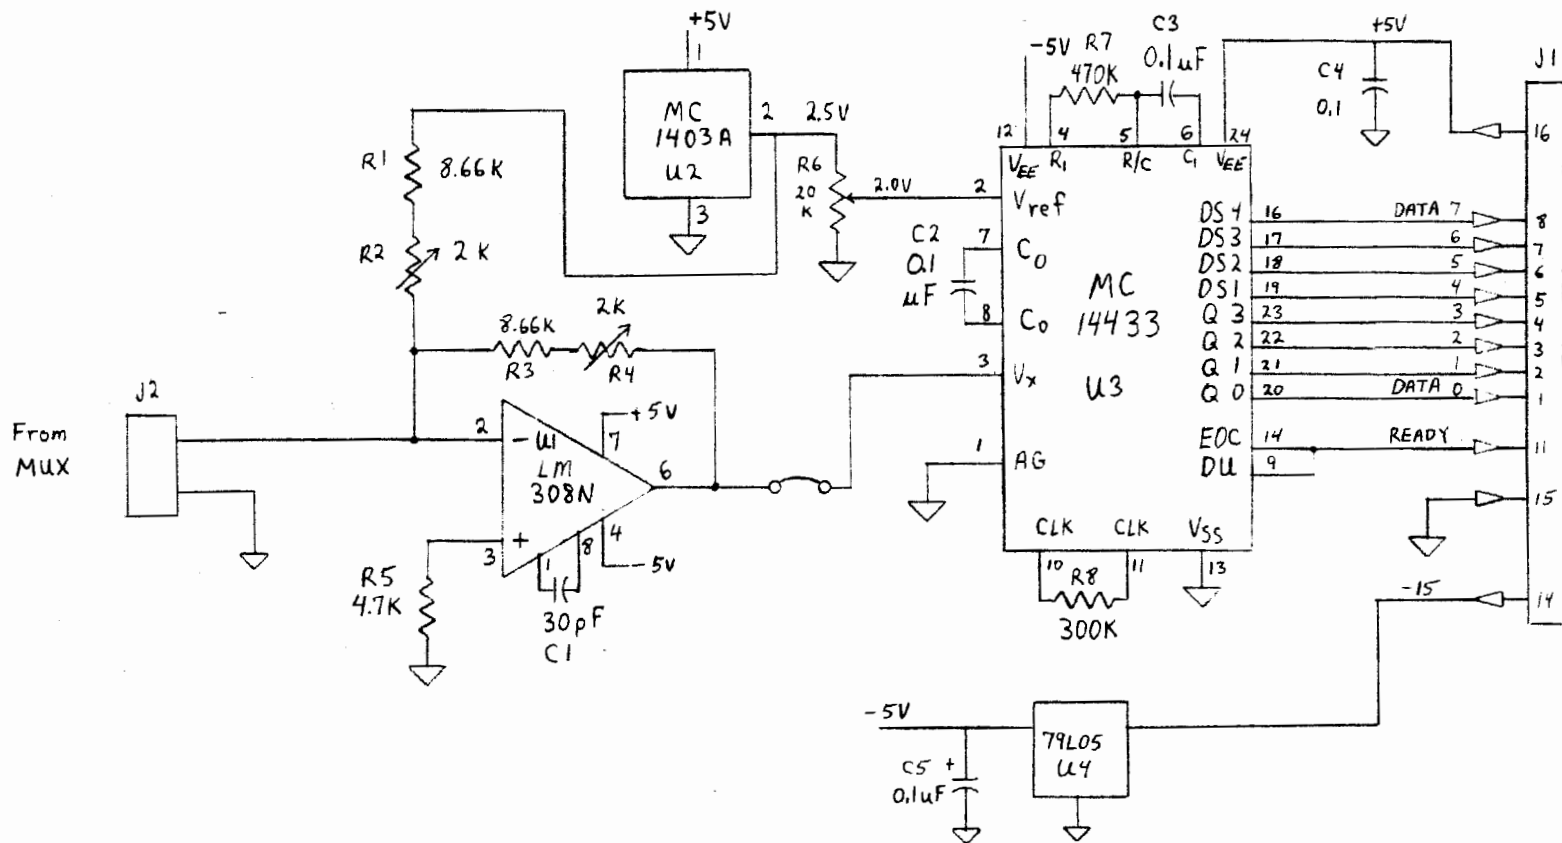 +5V
1
MC
1403A
U2
2
2.5V
3
R1
8.66K
R2
2K
R6
20
K
2.0V
8.66K
R3
2K
R4
J2
From
MUX
2
- U1
LM
308N
+5V
7
6
3
+
1
8
4
-5V
30pF
C1
R5
4.7K
-5V
R7
470K
C3
0.1uF
+5V
C4
0.1
J1
12
4
5
6
24
VEE
R1
R/C
C1
VEE
2
Vref
C2
0.1
uF
7
C0
8
C0
3
Vx
1
AG
MC
14433
U3
DS4
16
DATA 7
8
DS3
17
6
7
DS2
18
5
6
DS1
19
4
5
Q3
23
3
4
Q2
22
2
3
Q1
21
1
2
Q0
20
DATA 0
1
EOC
14
READY
11
DU
9
16
15
14
CLK
CLK
VSS
10
R8
11
13
300K
-15
-5V
C5 +
0.1uF
79L05
U4